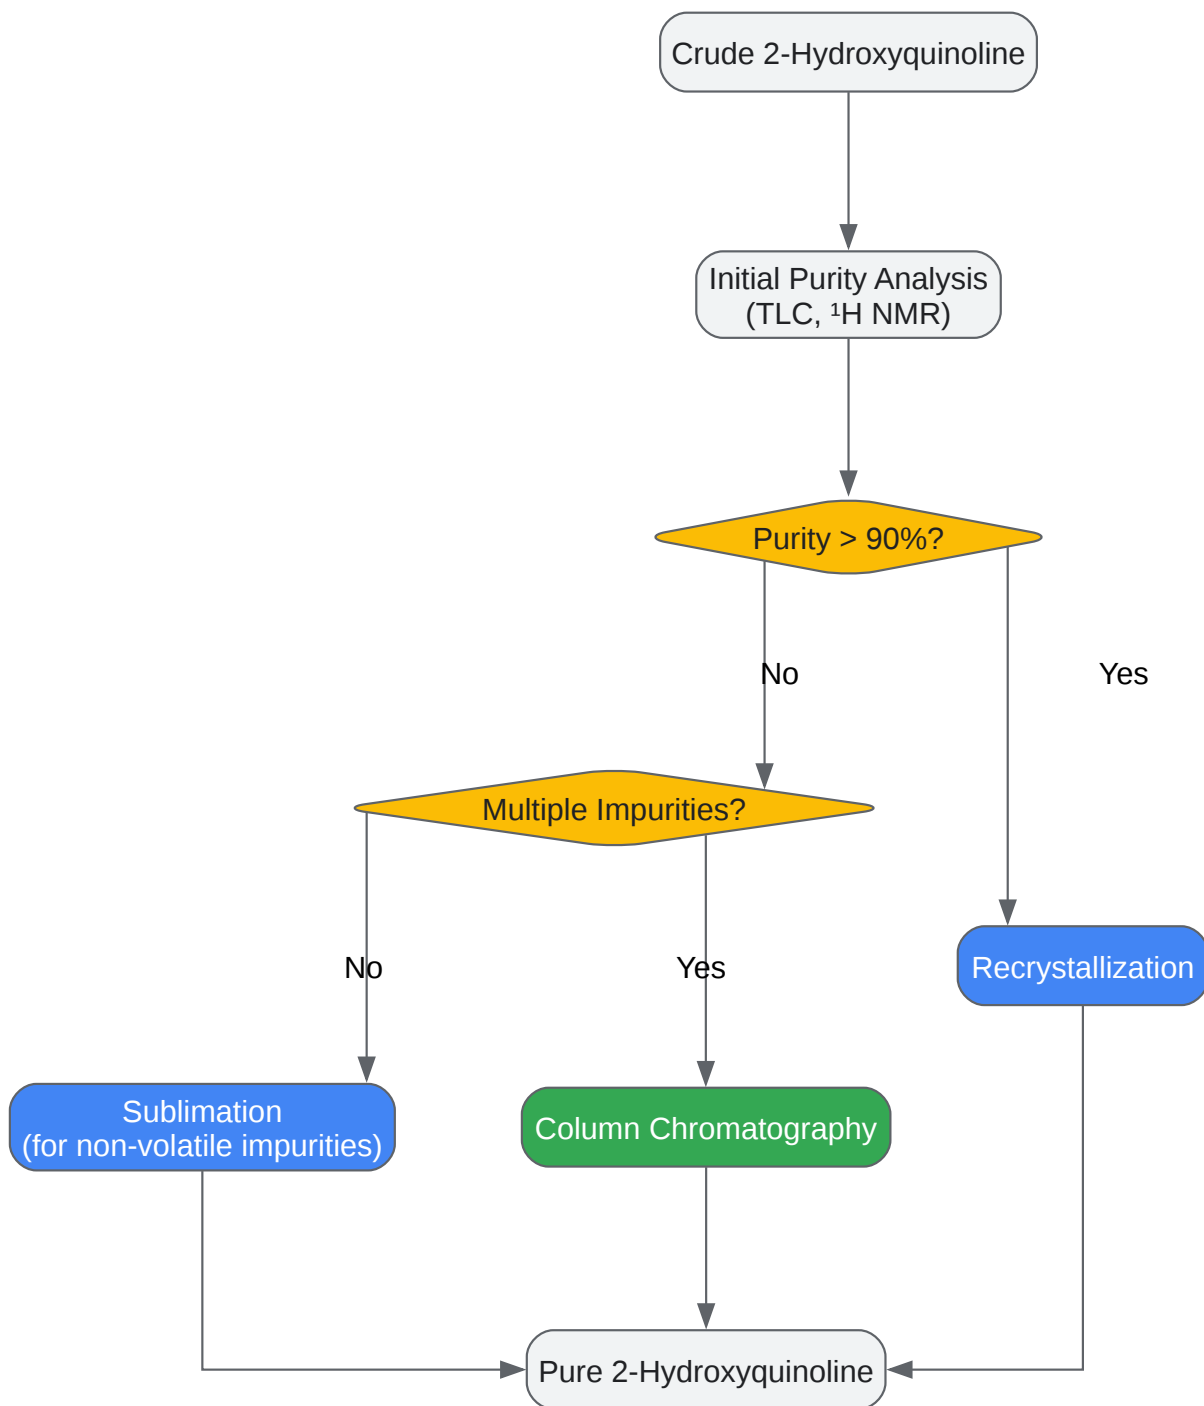 Crude 2-Hydroxyquinoline
Initial Purity Analysis
(TLC, ¹H NMR)
Purity > 90%?
No
Yes
Multiple Impurities?
No
Yes
Recrystallization
Sublimation
(for non-volatile impurities)
Column Chromatography
Pure 2-Hydroxyquinoline